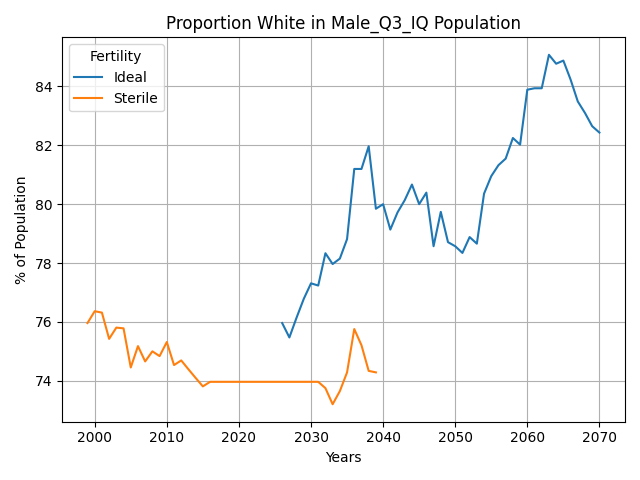 Proportion White in Male_Q3_IQ Population
Fertility
Ideal
Sterile
% of Population
84
82
80
78
76
74
2000 2010 2020 2030 2040 2050 2060 2070
Years